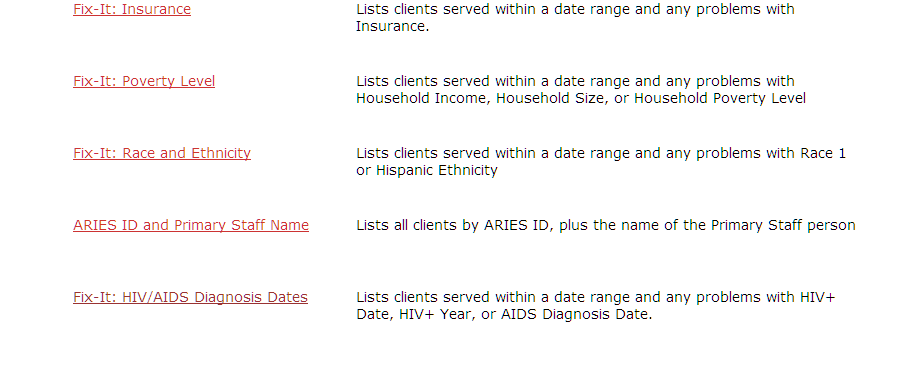 Fix-It: Insurance
Lists clients served within a date range and any problems with
Insurance.
Fix-It: Poverty Level
Lists clients served within a date range and any problems with
Household Income, Household Size, or Household Poverty Level
Fix-It: Race and Ethnicity
Lists clients served within a date range and any problems with Race 1
or Hispanic Ethnicity
ARIES ID and Primary Staff Name
Lists all clients by ARIES ID, plus the name of the Primary Staff person
Fix-It: HIV/AIDS Diagnosis Dates
Lists clients served within a date range and any problems with HIV+
Date, HIV+ Year, or AIDS Diagnosis Date.